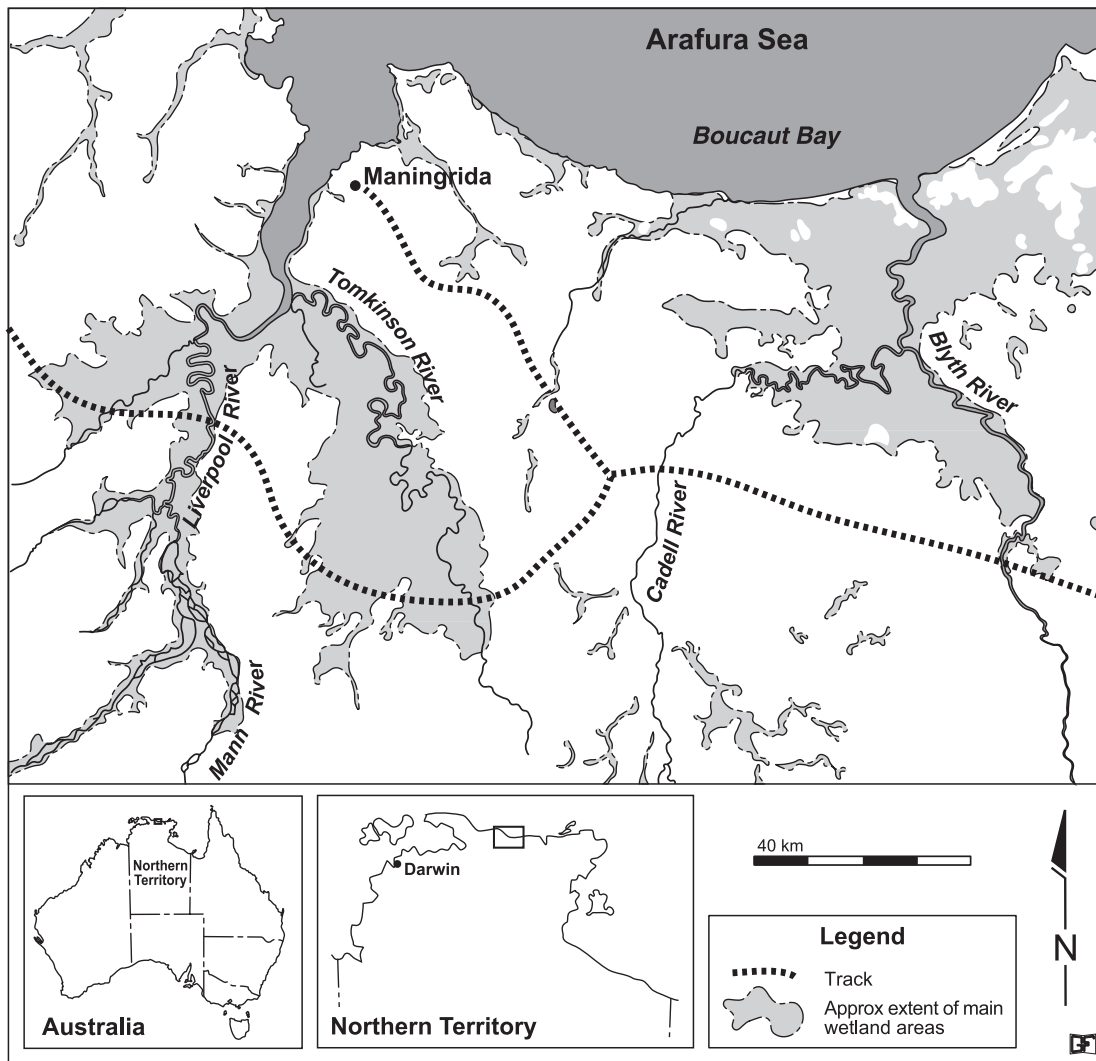 Arafura Sea
Boucaut Bay
Maningrida
Tomkinson River
Blyth River
Liverpool River
Cadell River
Mann River
Northern
Territory
Australia
Darwin
Northern Territory
40 km
N
Legend
Track
Approx extent of main
wetland areas